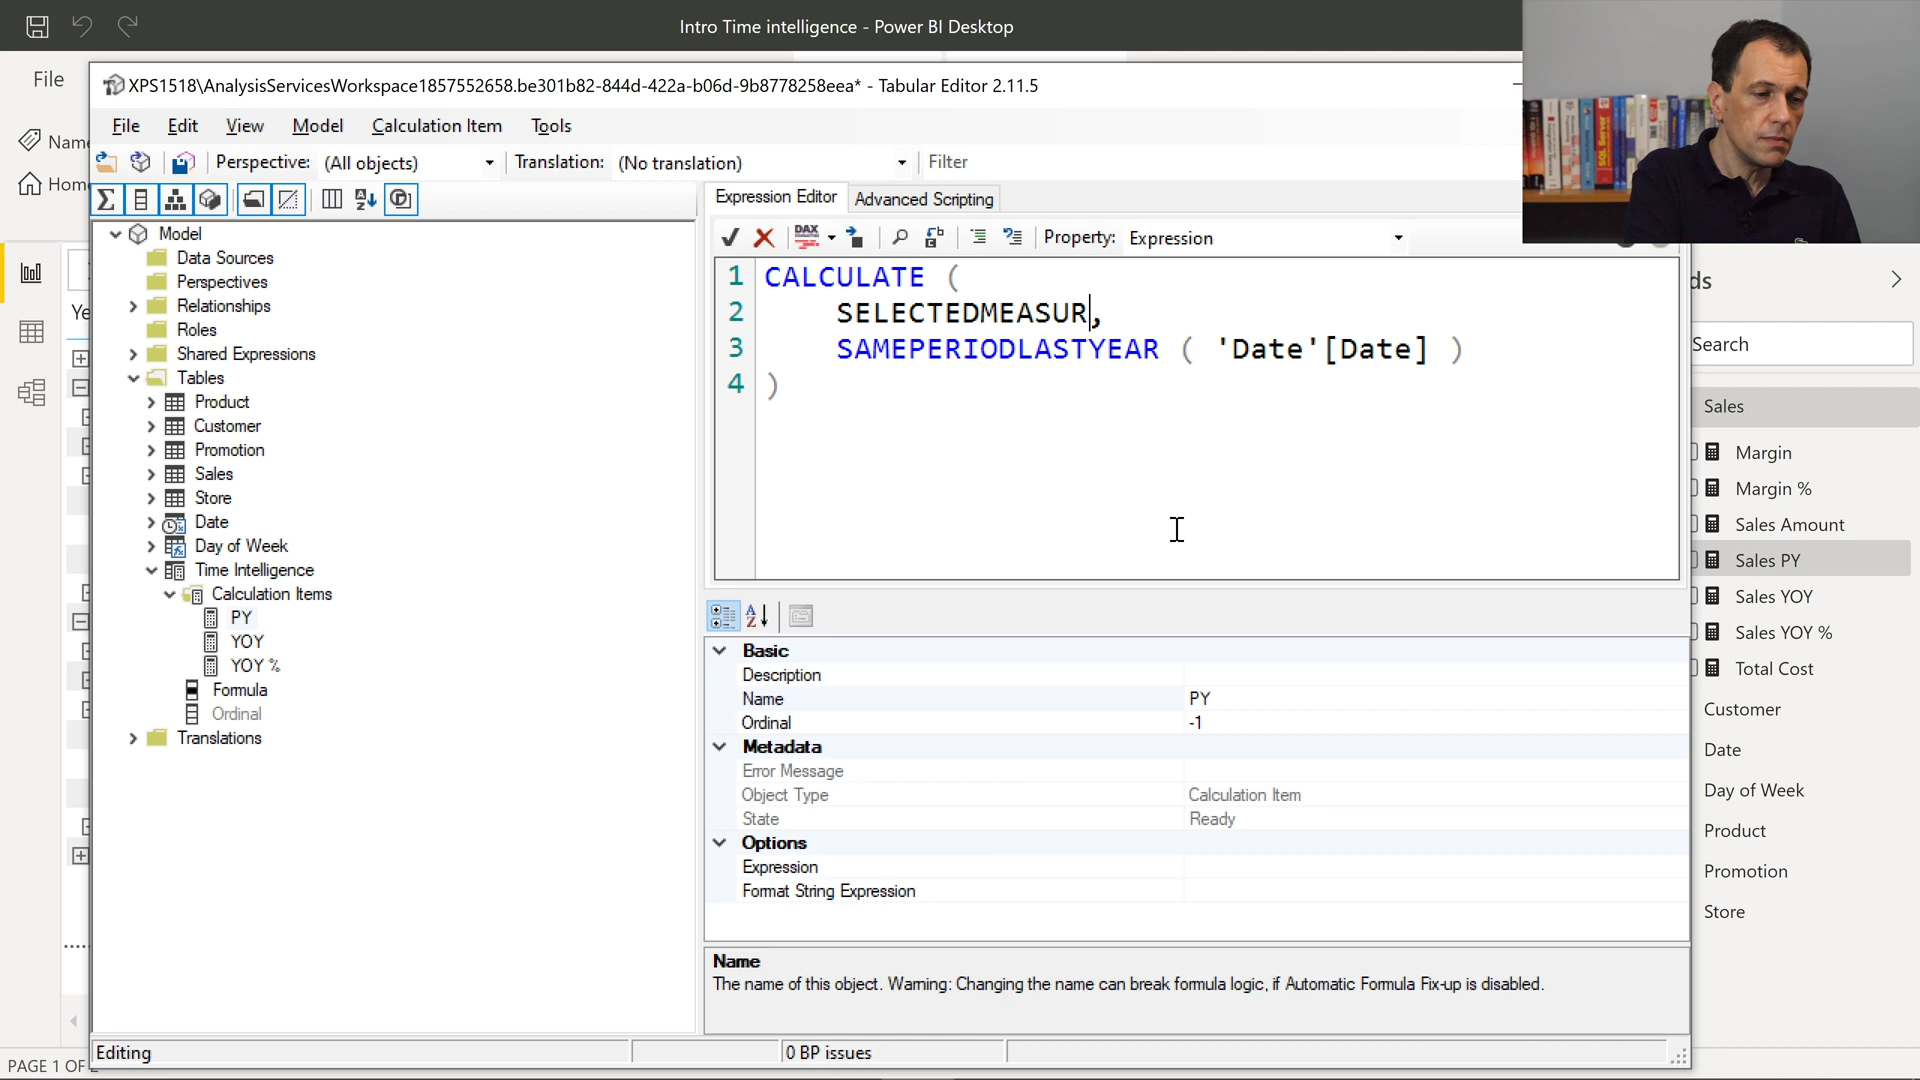 Intro Time intelligence - Power BI Desktop
File
XPS1518\AnalysisServicesWorkspace1857552658.be301b82-844d-422a-b06d-9b8778258eea* - Tabular Editor 2.11.5
File Edit View Model Calculation Item Tools
Perspective: (All objects) Translation: (No translation) Filter
Expression Editor Advanced Scripting
DAX Property: Expression
1 CALCULATE (
2 SELECTEDMEASUR,
3 SAMEPERIODLASTYEAR ( 'Date'[Date] )
4 )
Model
Data Sources
Perspectives
Relationships
Roles
Shared Expressions
Tables
Product
Customer
Promotion
Sales
Store
Date
Day of Week
Time Intelligence
Calculation Items
PY
YOY
YOY %
Formula
Ordinal
Translations
Basic
Description
Name PY
Ordinal -1
Metadata
Error Message
Object Type Calculation Item
State Ready
Options
Expression
Format String Expression
Name
The name of this object. Warning: Changing the name can break formula logic, if Automatic Formula Fix-up is disabled.
Editing 0 BP issues
Search
Sales
Margin
Margin %
Sales Amount
Sales PY
Sales YOY
Sales YOY %
Total Cost
Customer
Date
Day of Week
Product
Promotion
Store
PAGE 1 OF